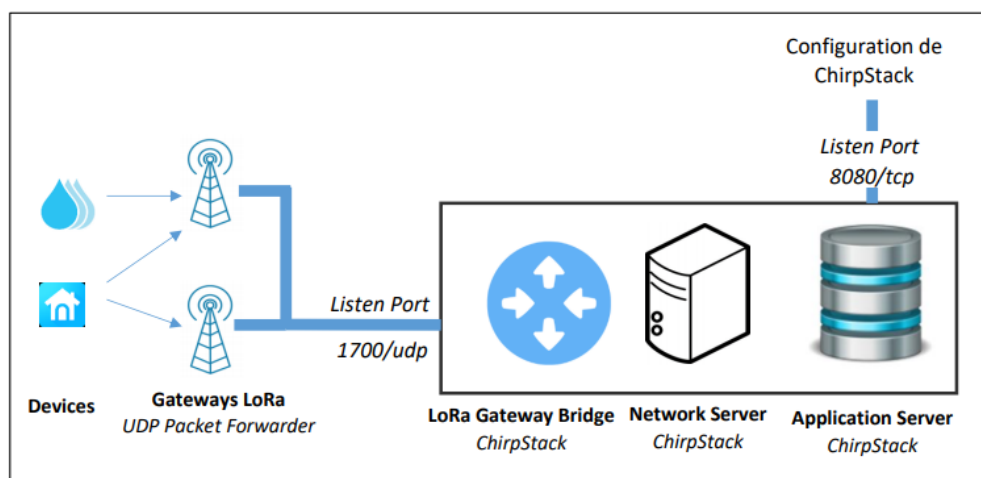 Configuration de
ChirpStack
Listen Port
8080/tcp
Listen Port
1700/udp
Devices
Gateways LoRa
UDP Packet Forwarder
LoRa Gateway Bridge
ChirpStack
Network Server
ChirpStack
Application Server
ChirpStack